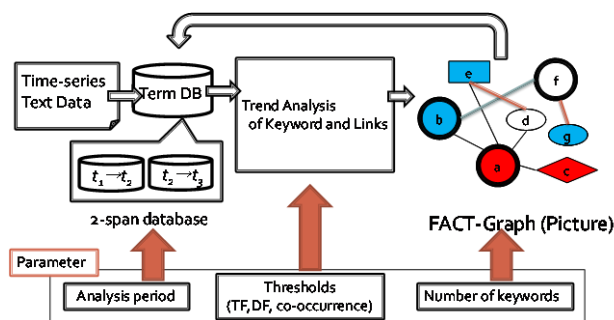 Time-series
Text Data
Term DB
t1→t2
t2→t3
2-span database
Trend Analysis
of Keyword and Links
e
f
b
d
g
a
c
FACT-Graph (Picture)
Parameter
Analysis period
Thresholds
(TF, DF, co-occurrence)
Number of keywords